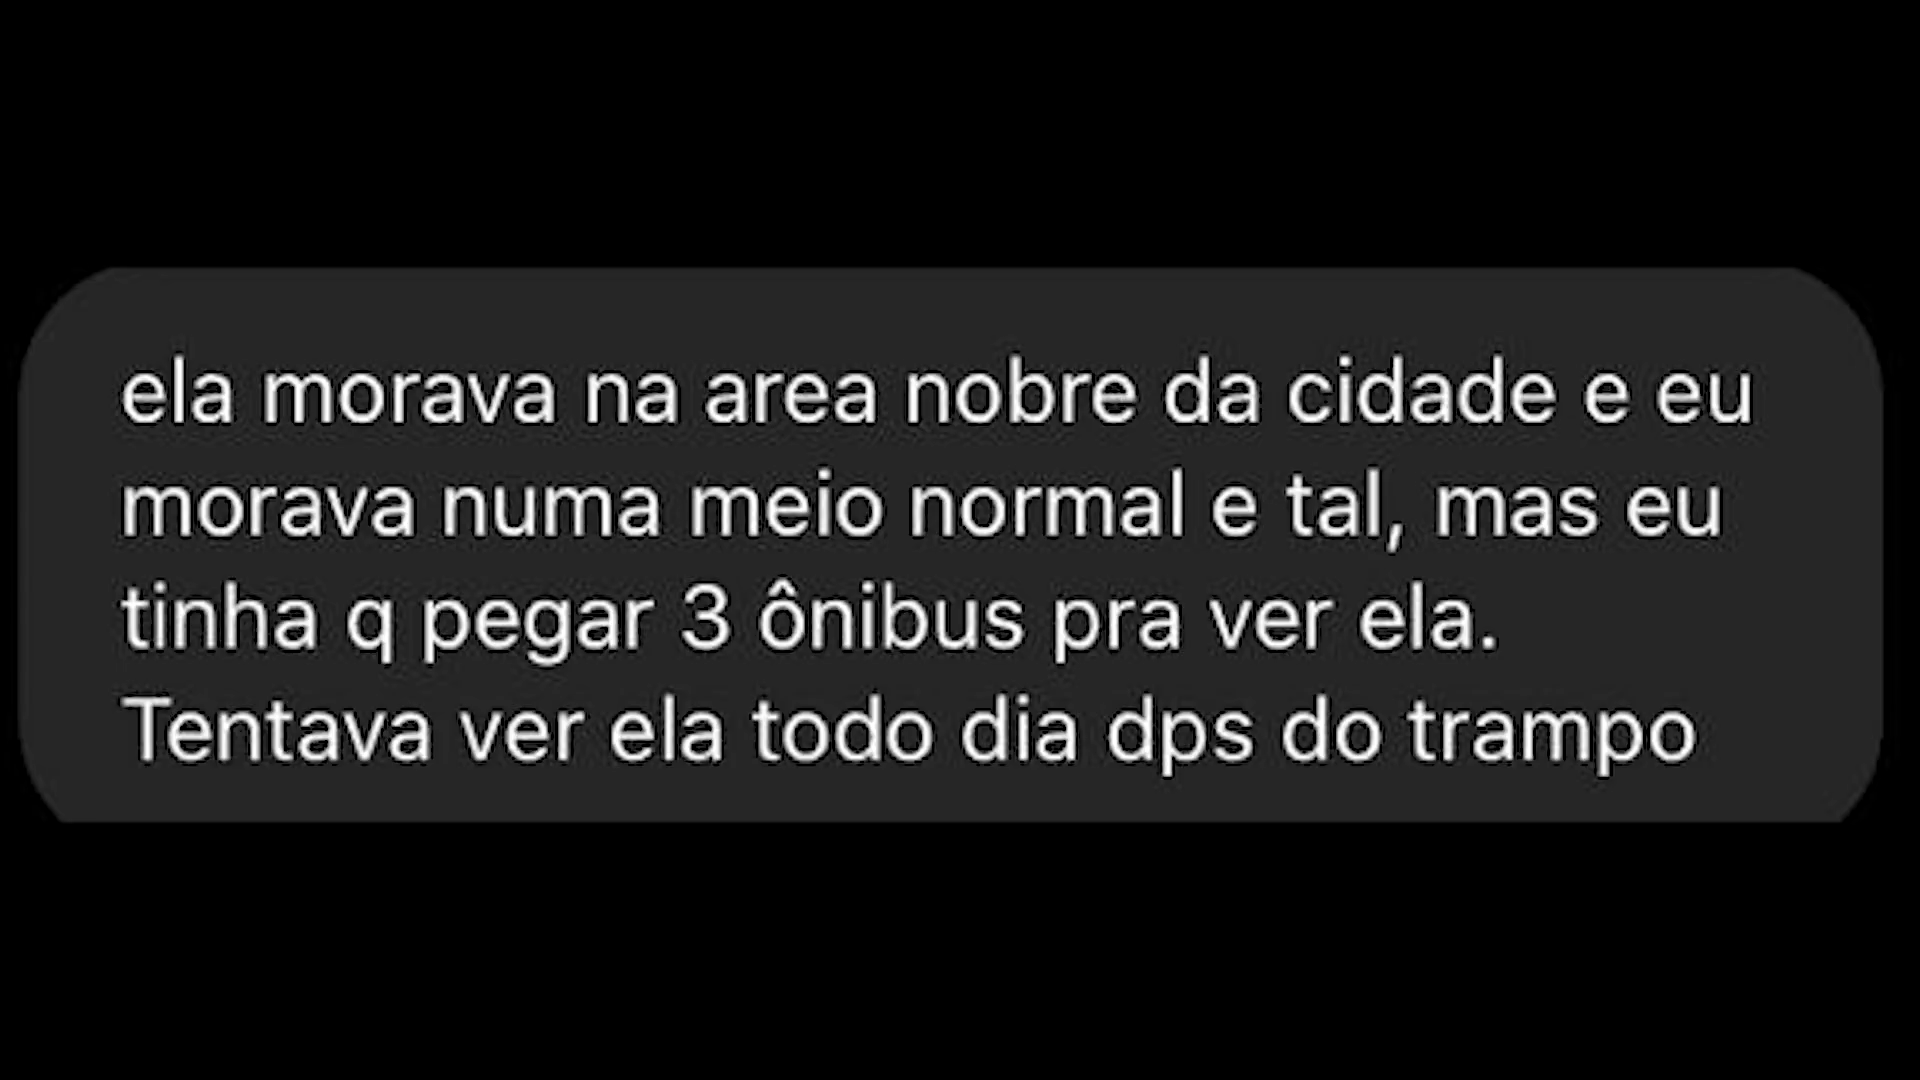 ela morava na area nobre da cidade e eu
morava numa meio normal e tal, mas eu
tinha q pegar 3 ônibus pra ver ela.
Tentava ver ela todo dia dps do trampo